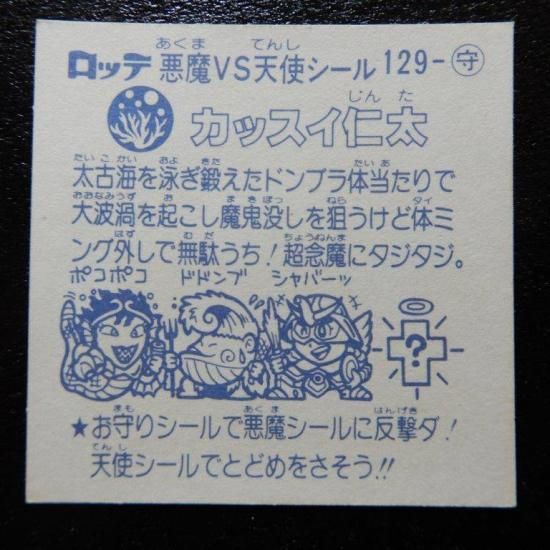 ロッテ 悪魔VS天使シール 129-守
カッスイ仁太
太古海を泳ぎ鍛えたドンブラ体当たりで
大波渦を起こし魔鬼没しを狙うけど体ミ
ング外しで無駄うち！超念魔にタジタジ。
ポコポコ ドドンブ シャバーッ
?
★お守りシールで悪魔シールに反撃ダ！
天使シールでとどめをさそう!!